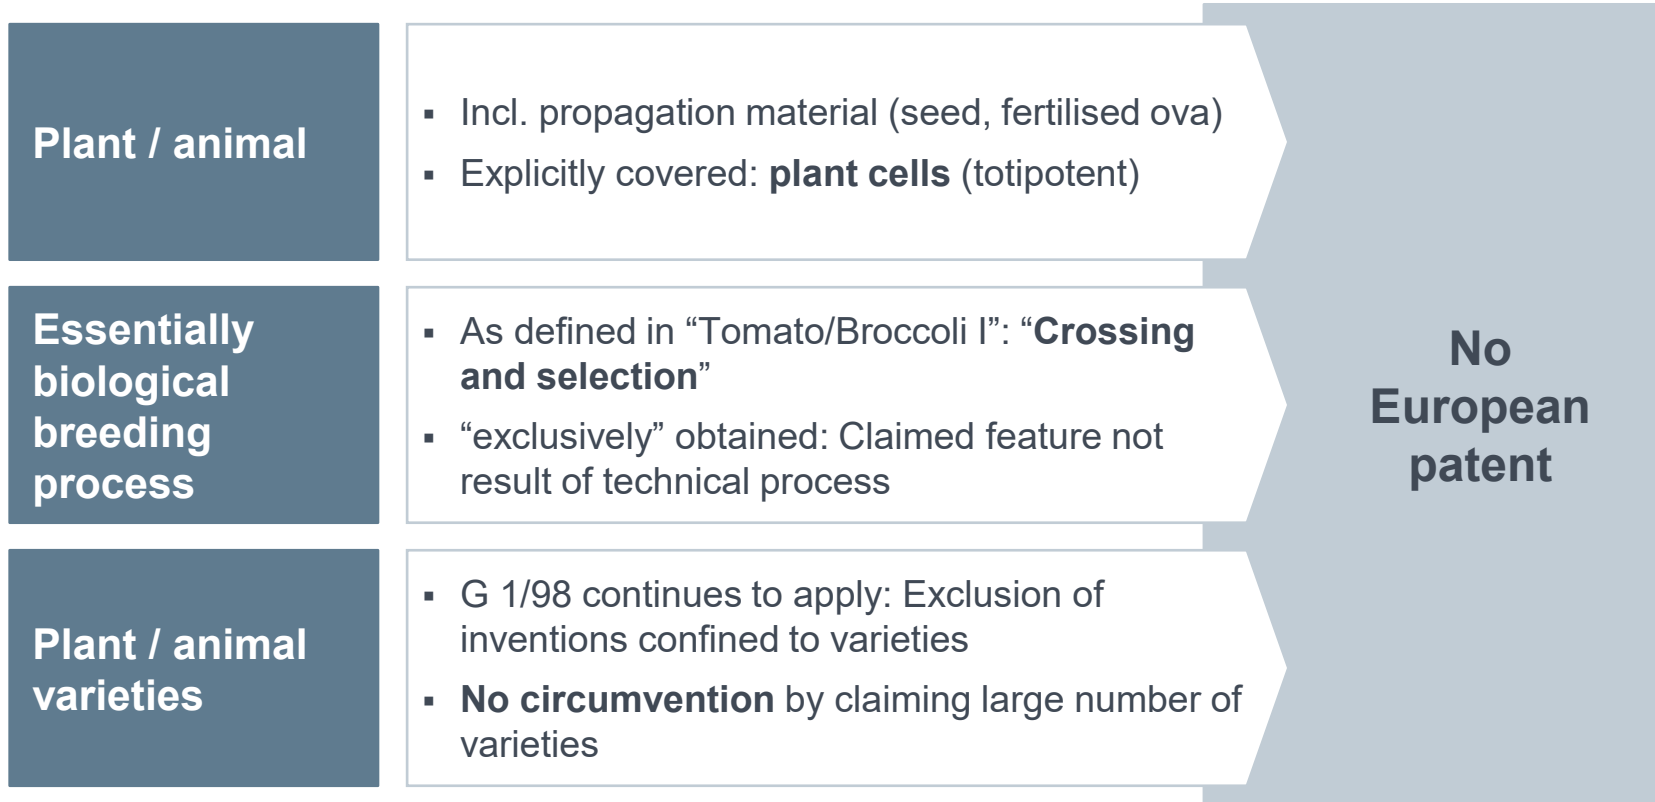 Plant / animal
▪ Incl. propagation material (seed, fertilised ova)
▪ Explicitly covered: plant cells (totipotent)
Essentially
biological
breeding
process
▪ As defined in “Tomato/Broccoli I”: “Crossing
and selection”
▪ “exclusively” obtained: Claimed feature not
result of technical process
Plant / animal
varieties
▪ G 1/98 continues to apply: Exclusion of
inventions confined to varieties
▪ No circumvention by claiming large number of
varieties
No
European
patent